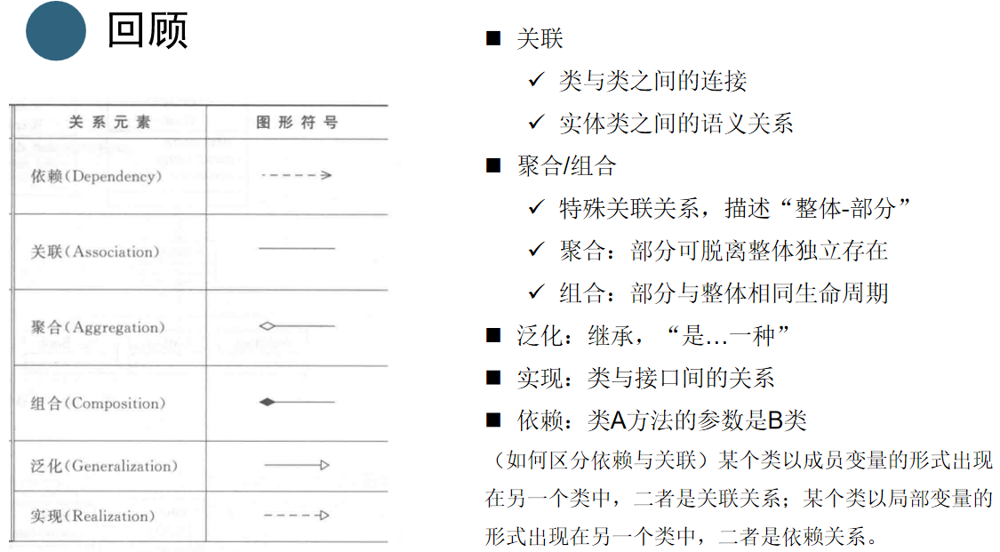 回顾
关系元素 图形符号
依赖(Dependency)
关联(Association)
聚合(Aggregation)
组合(Composition)
泛化(Generalization)
实现(Realization)
■ 关联
✓ 类与类之间的连接
✓ 实体类之间的语义关系
■ 聚合/组合
✓ 特殊关联关系，描述“整体-部分”
✓ 聚合：部分可脱离整体独立存在
✓ 组合：部分与整体相同生命周期
■ 泛化：继承，“是…一种”
■ 实现：类与接口间的关系
■ 依赖：类A方法的参数是B类
（如何区分依赖与关联）某个类以成员变量的形式出现
在另一个类中，二者是关联关系；某个类以局部变量的
形式出现在另一个类中，二者是依赖关系。